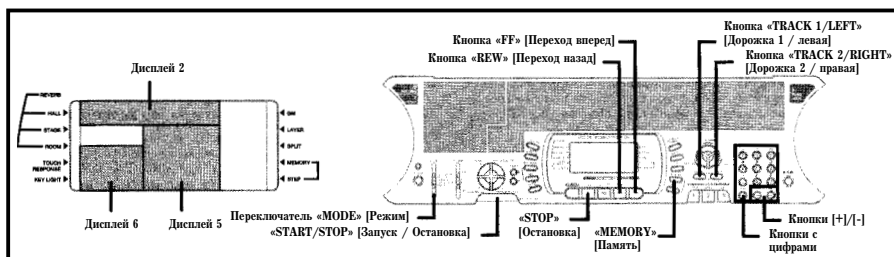 Дисплей 2
REVERB
HALL
STAGE
ROOM
TOUCH
RESPONSE
KEY LIGHT
GM
LAYER
SPLIT
MEMORY
STEP
Дисплей 6
Дисплей 5
Кнопка «FF» [Переход вперед]
Кнопка «REW» [Переход назад]
Кнопка «TRACK 1/LEFT»
[Дорожка 1 / левая]
Кнопка «TRACK 2/RIGHT»
[Дорожка 2 / правая]
Переключатель «MODE» [Режим]
«START/STOP» [Запуск / Остановка]
«STOP»
[Остановка]
«MEMORY»
[Память]
Кнопки [+]/[-]
Кнопки с
цифрами